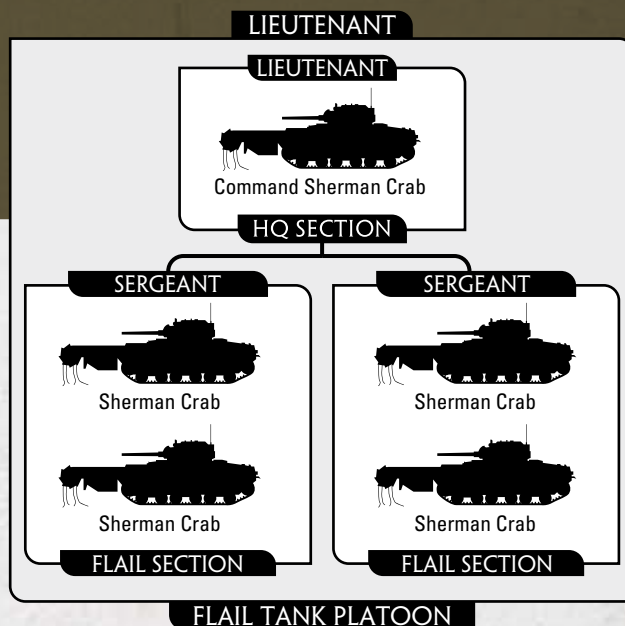 LIEUTENANT
LIEUTENANT
Command Sherman Crab
HQ SECTION
SERGEANT
Sherman Crab
Sherman Crab
FLAIL SECTION
SERGEANT
Sherman Crab
Sherman Crab
FLAIL SECTION
FLAIL TANK PLATOON